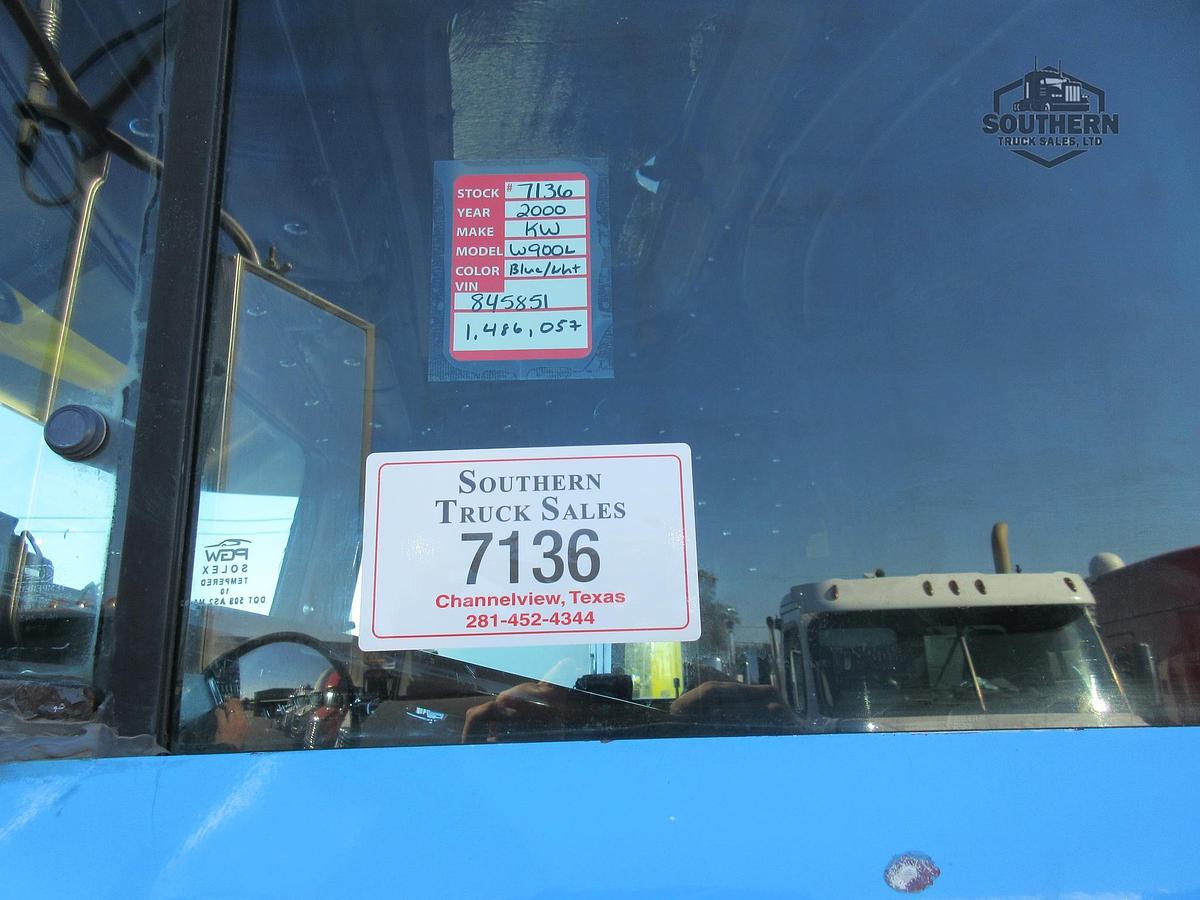 SOUTHERN
TRUCK SALES, LTD
STOCK # 7136
YEAR 2000
MAKE KW
MODEL W900L
COLOR Blue/wht
VIN
845851
1,486,057
SOUTHERN
TRUCK SALES
7136
Channelview, Texas
281-452-4344
PGW
SOLEX
TEMPERED
10